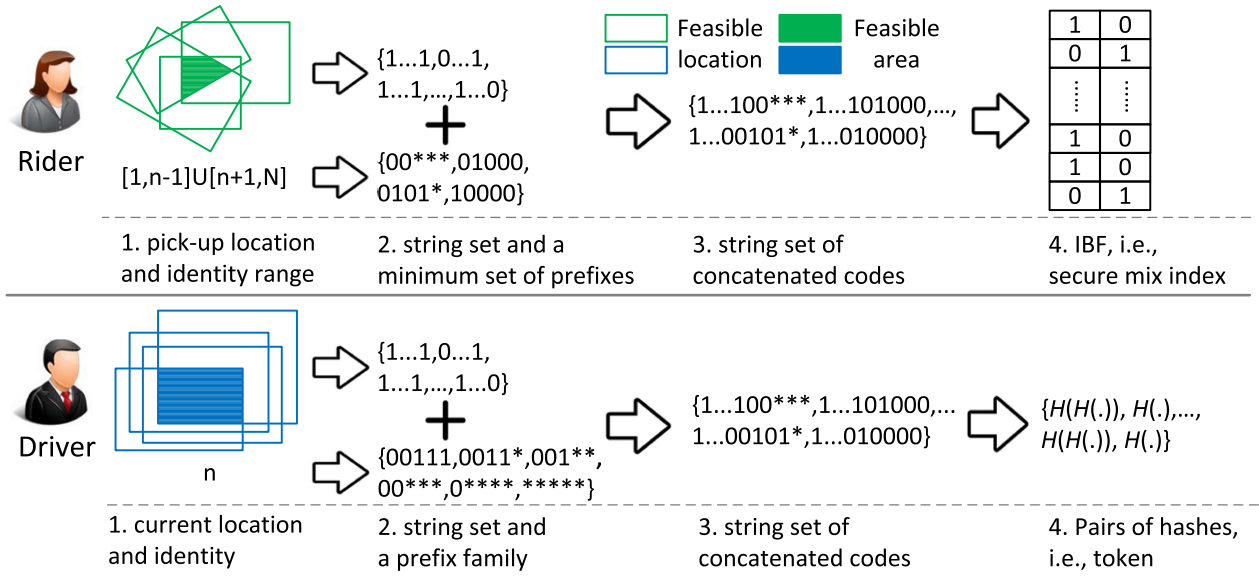 Feasible
location
Feasible
area
Rider
[1,n-1]U[n+1,N]
{1...1,0...1,
1...1,...,1...0}
+
{00***,01000,
0101*,10000}
{1...100***,1...101000,...,
1...00101*,1...010000}
1 0
0 1
...... ......
1 0
1 0
0 1
1. pick-up location
and identity range
2. string set and a
minimum set of prefixes
3. string set of
concatenated codes
4. IBF, i.e.,
secure mix index
Driver
n
{1...1,0...1,
1...1,...,1...0}
+
{00111,0011*,001**,
00***,0****,*****}
{1...100***,1...101000,...
1...00101*,1...010000}
{H(H(.)), H(.),...,
H(H(.)), H(.)}
1. current location
and identity
2. string set and
a prefix family
3. string set of
concatenated codes
4. Pairs of hashes,
i.e., token